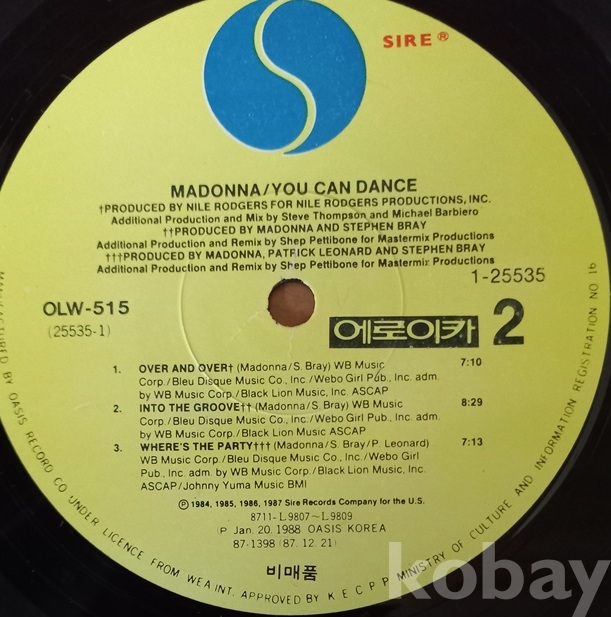 SIRE ®
MADONNA/YOU CAN DANCE
†PRODUCED BY NILE RODGERS FOR NILE RODGERS PRODUCTIONS, INC.
Additional Production and Mix by Steve Thompson and Michael Barbiero
††PRODUCED BY MADONNA AND STEPHEN BRAY
Additional Production and Remix by Shep Pettibone for Mastermix Productions
†††PRODUCED BY MADONNA, PATRICK LEONARD AND STEPHEN BRAY
Additional Production and Remix by Shep Pettibone for Mastermix Productions
1-25535
OLW-515
(25535-1)
에로이카 2
1. OVER AND OVER† (Madonna/S. Bray) WB Music 7:10
Corp./Bleu Disque Music Co., Inc./Webo Girl Pub., Inc. adm.
by WB Music Corp./Black Lion Music, Inc. ASCAP
2. INTO THE GROOVE†† (Madonna/S. Bray) WB Music 8:29
Corp./Bleu Disque Music Co., Inc./Webo Girl Pub., Inc. adm.
by WB Music Corp./Black Lion Music ASCAP
3. WHERE'S THE PARTY††† (Madonna/S. Bray/P. Leonard) 7:13
WB Music Corp./Bleu Disque Music Co., Inc./Webo Girl
Pub., Inc. adm. by WB Music Corp./Black Lion Music, Inc.
ASCAP/Johnny Yuma Music BMI
℗ 1984, 1985, 1986, 1987 Sire Records Company for the U.S.
8711-L.9807~L.9809
℗ Jan. 20. 1988 OASIS KOREA
87-1398 (87. 12. 21)
비매품
MANUFACTURED BY OASIS RECORD CO UNDER LICENCE FROM WEA INT. APPROVED BY K E C P P MINISTRY OF CULTURE AND INFORMATION REGISTRATION NO 16
kobay